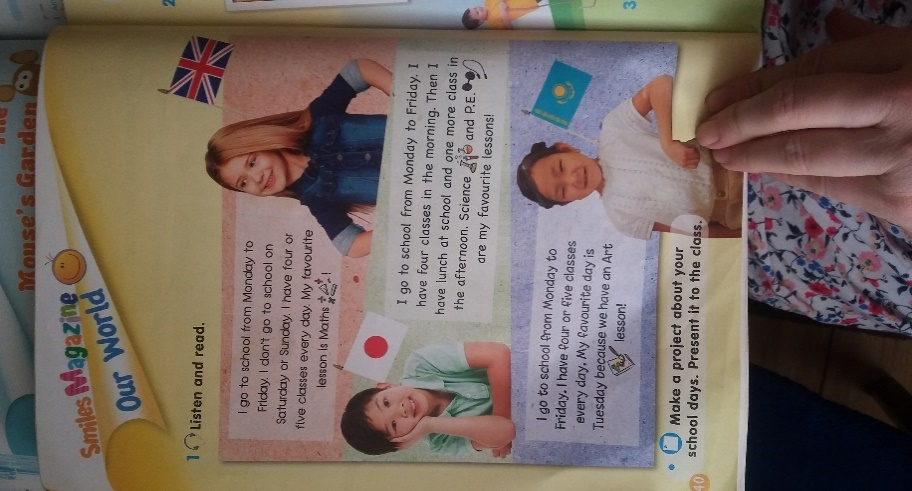 The
Mouse's Garden
2
3
Smiles Magazine
Our World
1 Listen and read.
I go to school from Monday to
Friday. I don't go to school on
Saturday or Sunday. I have four or
five classes every day. My favourite
lesson is Maths !
I go to school from Monday to Friday. I
have four classes in the morning. Then I
have lunch at school and one more class in
the afternoon. Science and P.E.
are my favourite lessons!
I go to school from Monday to
Friday. I have four or five classes
every day. My favourite day is
Tuesday because we have an Art
lesson!
• Make a project about your
school days. Present it to the class.
40